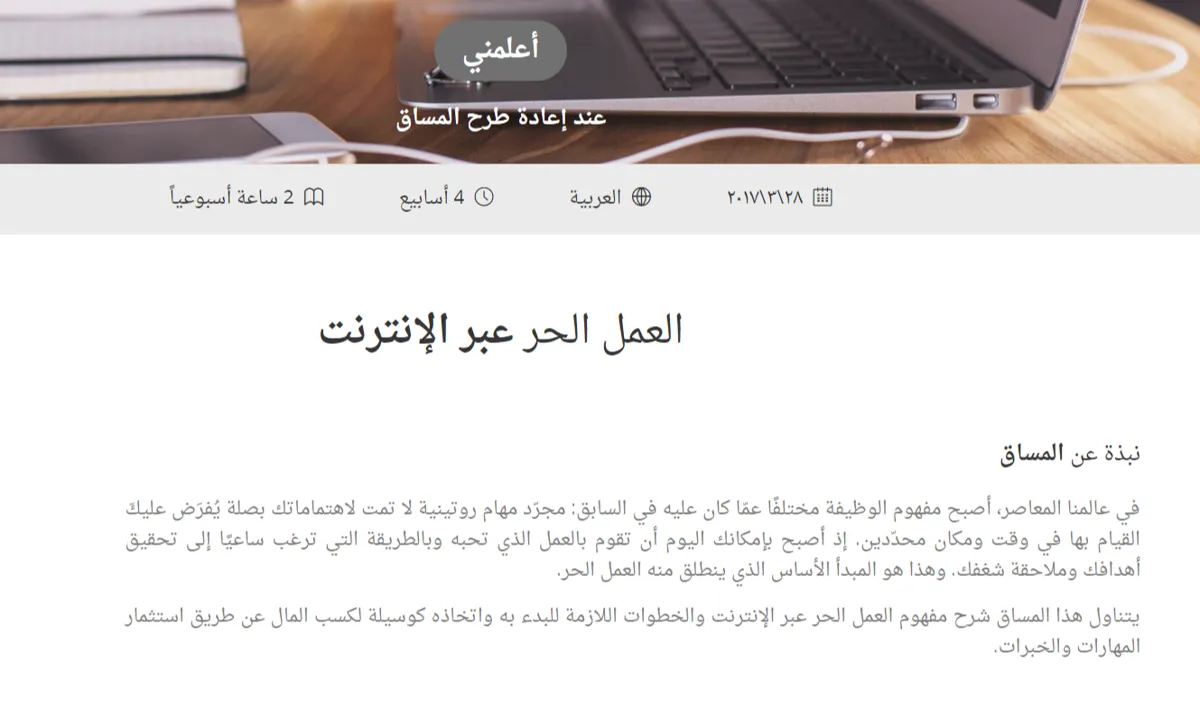 أعلمني
عند إعادة طرح المساق
٢٠١٧\٣\٢٨
العربية
4 أسابيع
2 ساعة أسبوعياً
العمل الحر عبر الإنترنت
نبذة عن المساق
في عالمنا المعاصر، أصبح مفهوم الوظيفة مختلفًا عمّا كان عليه في السابق: مجرّد مهام روتينية لا تمت لاهتماماتك بصلة يُفرَض عليكَ
القيام بها في وقت ومكان محدّدين. إذ أصبح بإمكانك اليوم أن تقوم بالعمل الذي تحبه وبالطريقة التي ترغب ساعيًا إلى تحقيق
أهدافك وملاحقة شغفك. وهذا هو المبدأ الأساس الذي ينطلق منه العمل الحر.
يتناول هذا المساق شرح مفهوم العمل الحر عبر الإنترنت والخطوات اللازمة للبدء به واتخاذه كوسيلة لكسب المال عن طريق استثمار
المهارات والخبرات.